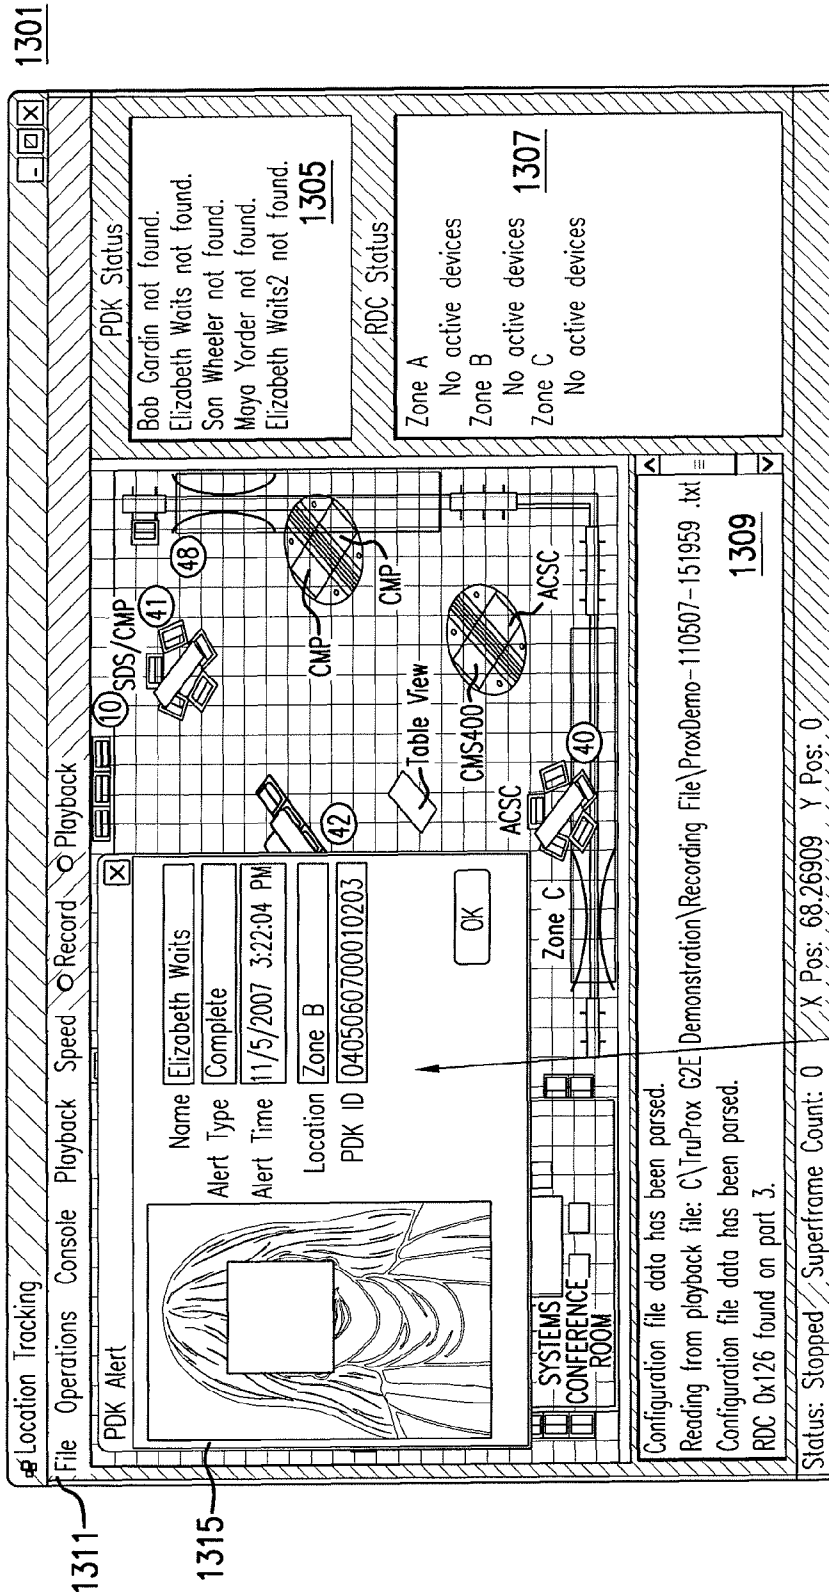 1301
Location Tracking
File Operations Console Playback Speed Record Playback
1311
PDK Alert
Name Elizabeth Waits
Alert Type Complete
Alert Time 11/5/2007 3:22:04 PM
Location Zone B
PDK ID 0405060700010203
OK
1315
10
SDS/CMP
41
48
42
CMP
CMP
Table View
CMS400
ACSC
ACSC
40
Zone C
SYSTEMS
CONFERENCE
ROOM
PDK Status
Bob Gardin not found.
Elizabeth Waits not found.
San Wheeler not found.
Maya Yorder not found.
Elizabeth Waits2 not found.
1305
RDC Status
Zone A
No active devices
Zone B
No active devices
Zone C
No active devices
1307
Configuration file data has been parsed.
Reading from playback file: C\TruProx G2E\Demonstration\Recording File\ProxDemo-110507-151959 .txt
Configuration file data has been parsed.
RDC 0x126 found on part 3.
1309
Status: Stopped Superframe Count: 0 X Pos: 68.26909 Y Pos: 0